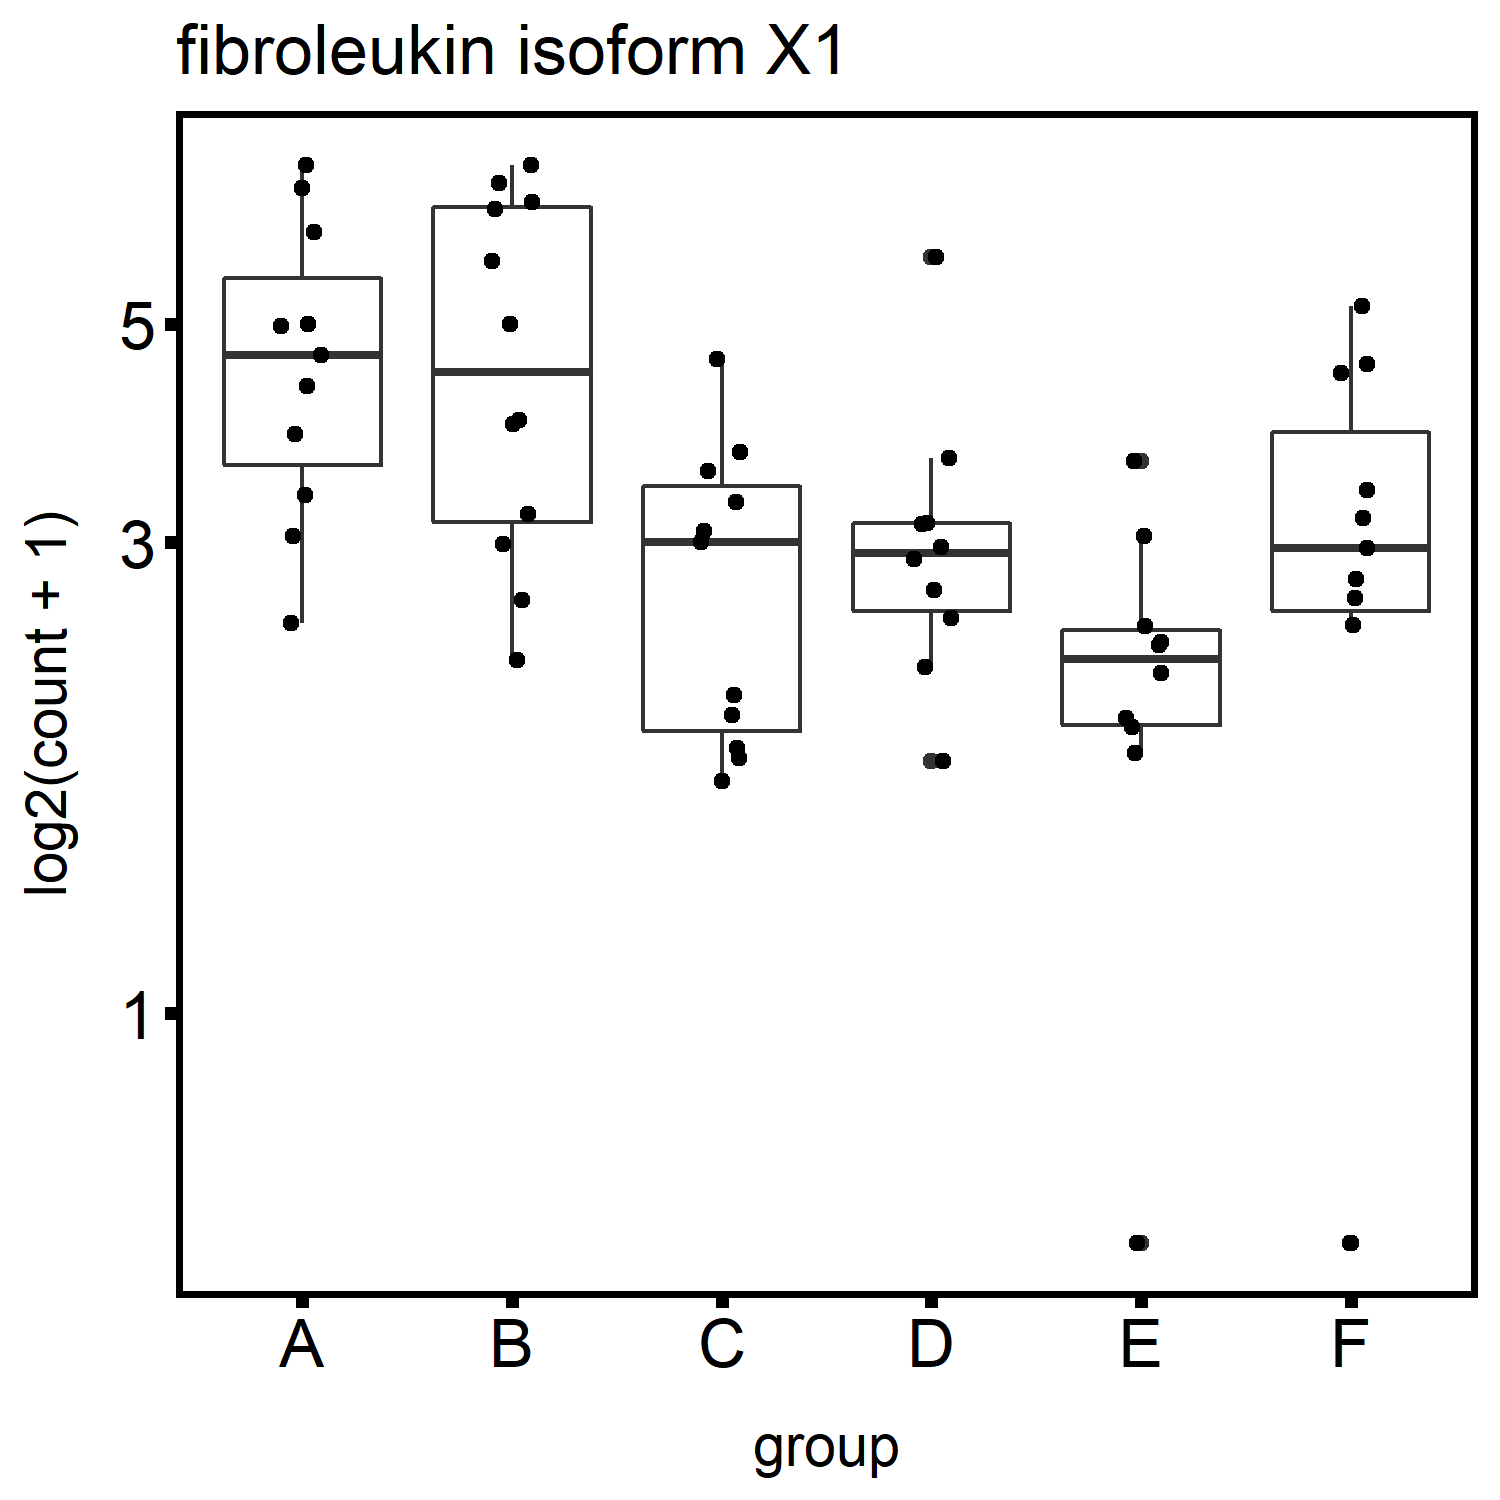 fibroleukin isoform X1
log2(count + 1)
5
3
1
A B C D E F
group